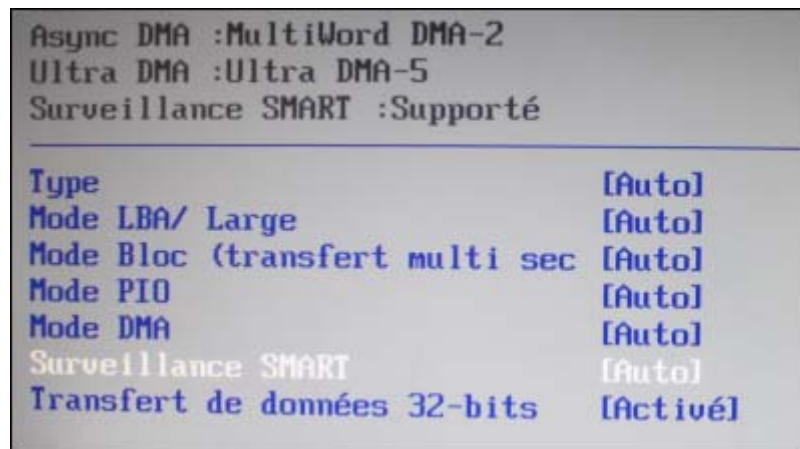 Async DMA :MultiWord DMA-2
Ultra DMA :Ultra DMA-5
Surveillance SMART :Supporté
Type [Auto]
Mode LBA/ Large [Auto]
Mode Bloc (transfert multi sec [Auto]
Mode PIO [Auto]
Mode DMA [Auto]
Surveillance SMART [Auto]
Transfert de données 32-bits [Activé]